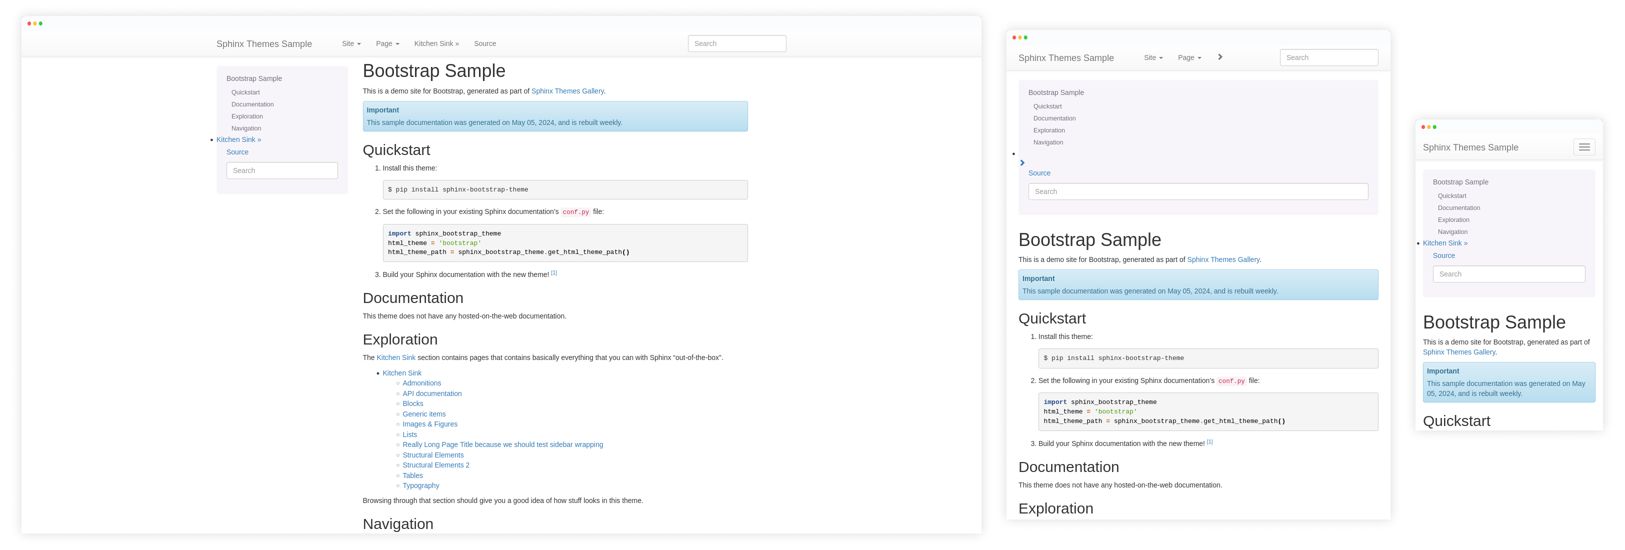 Sphinx Themes Sample
Site
Page
Kitchen Sink »
Source
Search
Bootstrap Sample
Quickstart
Documentation
Exploration
Navigation
Kitchen Sink »
Source
Search
Bootstrap Sample
This is a demo site for Bootstrap, generated as part of Sphinx Themes Gallery.
Important
This sample documentation was generated on May 05, 2024, and is rebuilt weekly.
Quickstart
1. Install this theme:
$ pip install sphinx-bootstrap-theme
2. Set the following in your existing Sphinx documentation's conf.py file:
import sphinx_bootstrap_theme
html_theme = 'bootstrap'
html_theme_path = sphinx_bootstrap_theme.get_html_theme_path()
3. Build your Sphinx documentation with the new theme! [1]
Documentation
This theme does not have any hosted-on-the-web documentation.
Exploration
The Kitchen Sink section contains pages that contains basically everything that you can with Sphinx “out-of-the-box”.
Kitchen Sink
Admonitions
API documentation
Blocks
Generic items
Images & Figures
Lists
Really Long Page Title because we should test sidebar wrapping
Structural Elements
Structural Elements 2
Tables
Typography
Browsing through that section should give you a good idea of how stuff looks in this theme.
Navigation
Sphinx Themes Sample
Site
Page
Search
Bootstrap Sample
Quickstart
Documentation
Exploration
Navigation
Source
Search
Bootstrap Sample
This is a demo site for Bootstrap, generated as part of Sphinx Themes Gallery.
Important
This sample documentation was generated on May 05, 2024, and is rebuilt weekly.
Quickstart
1. Install this theme:
$ pip install sphinx-bootstrap-theme
2. Set the following in your existing Sphinx documentation's conf.py file:
import sphinx_bootstrap_theme
html_theme = 'bootstrap'
html_theme_path = sphinx_bootstrap_theme.get_html_theme_path()
3. Build your Sphinx documentation with the new theme! [1]
Documentation
This theme does not have any hosted-on-the-web documentation.
Exploration
Sphinx Themes Sample
Bootstrap Sample
Quickstart
Documentation
Exploration
Navigation
Kitchen Sink »
Source
Search
Bootstrap Sample
This is a demo site for Bootstrap, generated as part of
Sphinx Themes Gallery.
Important
This sample documentation was generated on May
05, 2024, and is rebuilt weekly.
Quickstart